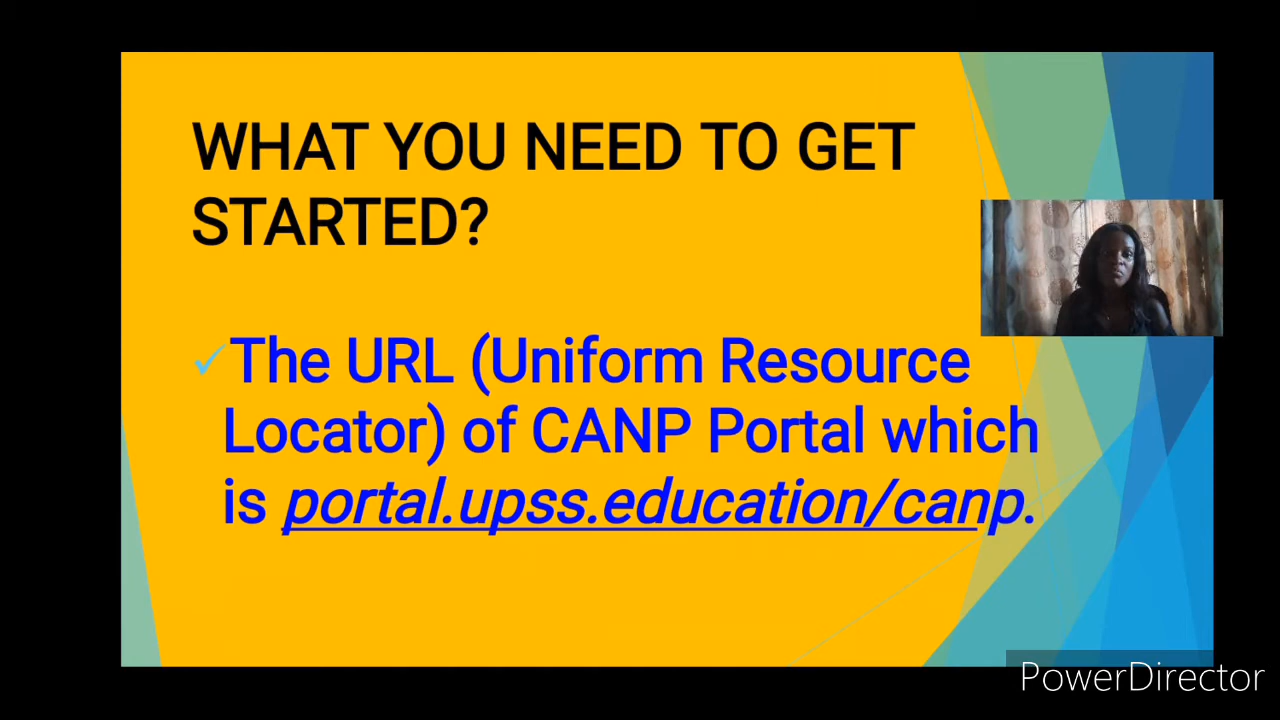 WHAT YOU NEED TO GET
STARTED?
✓The URL (Uniform Resource
Locator) of CANP Portal which
is portal.upss.education/canp.
PowerDirector